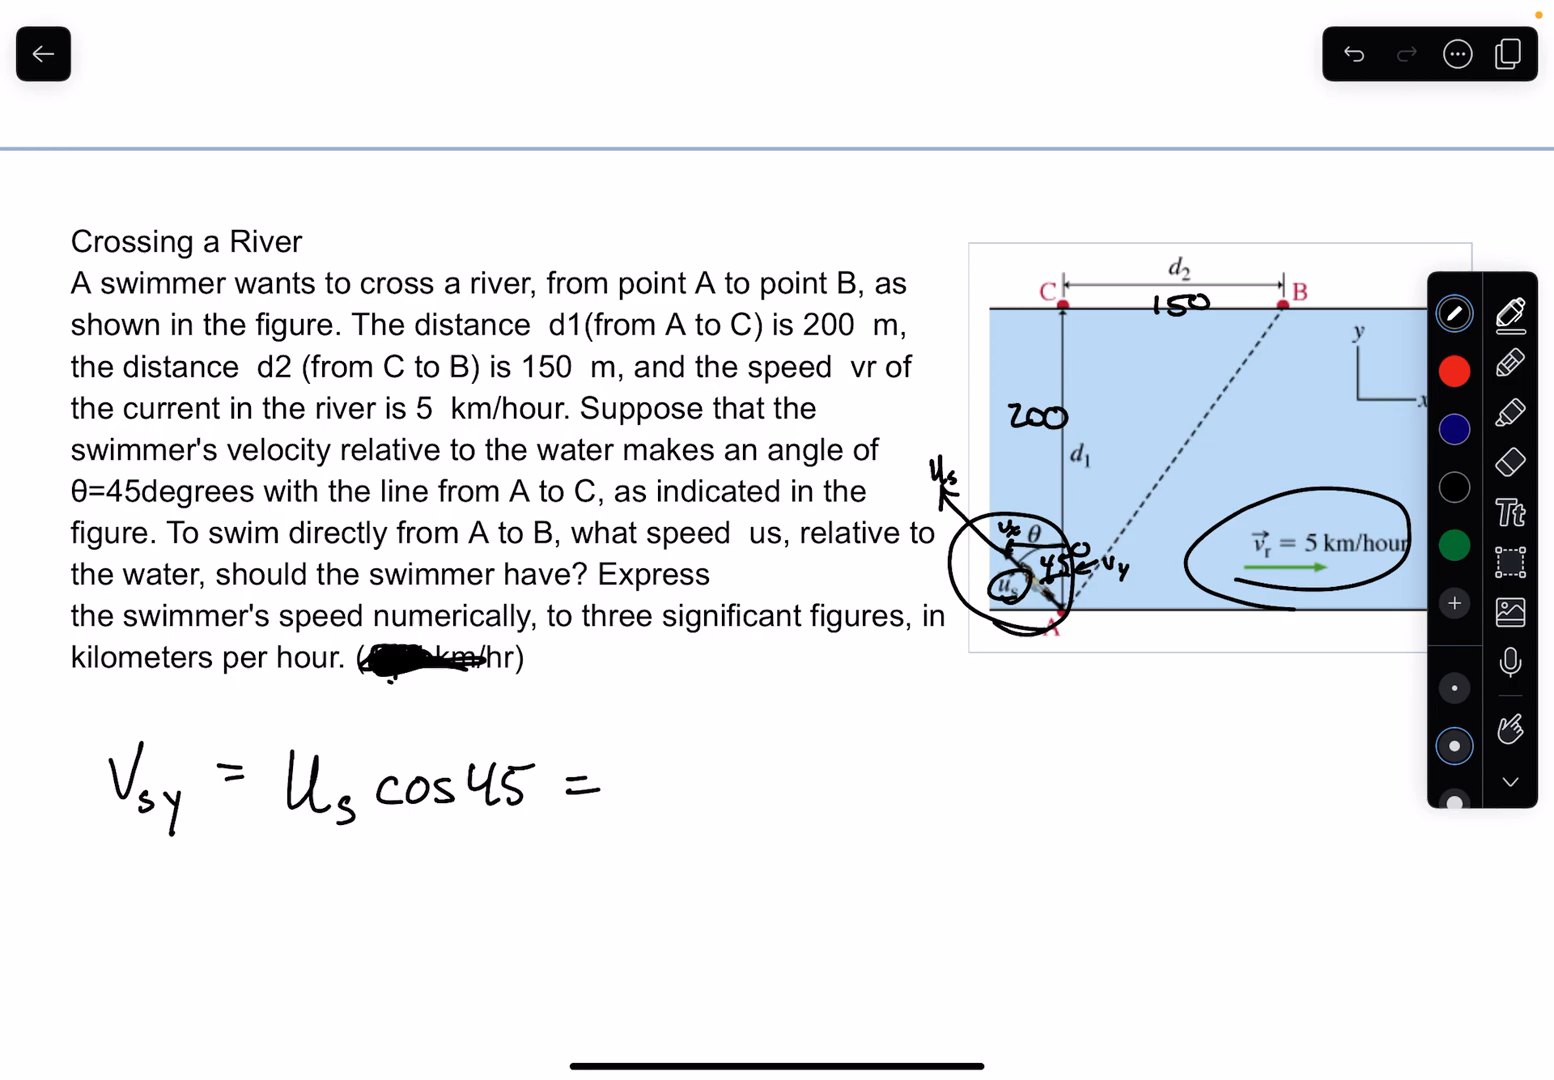 Crossing a River
A swimmer wants to cross a river, from point A to point B, as
shown in the figure. The distance d1(from A to C) is 200 m,
the distance d2 (from C to B) is 150 m, and the speed vr of
the current in the river is 5 km/hour. Suppose that the
swimmer's velocity relative to the water makes an angle of
θ=45degrees with the line from A to C, as indicated in the
figure. To swim directly from A to B, what speed us, relative to
the water, should the swimmer have? Express
the swimmer's speed numerically, to three significant figures, in
kilometers per hour. ( km/hr)
d₂
C
B
150
y
x
200
d₁
us
vx
θ
45
vy
us
v⃗r = 5 km/hour
A
Vsy = Us cos45 =
Tt